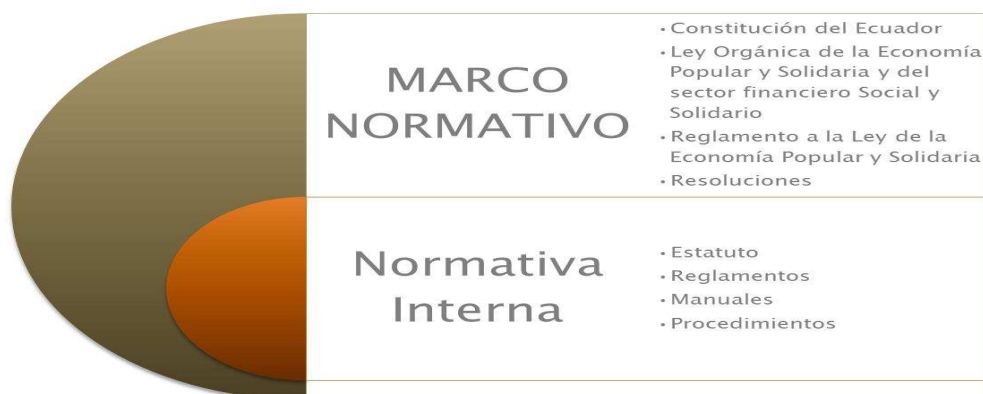 MARCO
NORMATIVO
• Constitución del Ecuador
• Ley Orgánica de la Economía
Popular y Solidaria y del
sector financiero Social y
Solidario
• Reglamento a la Ley de la
Economía Popular y Solidaria
• Resoluciones
Normativa
Interna
• Estatuto
• Reglamentos
• Manuales
• Procedimientos